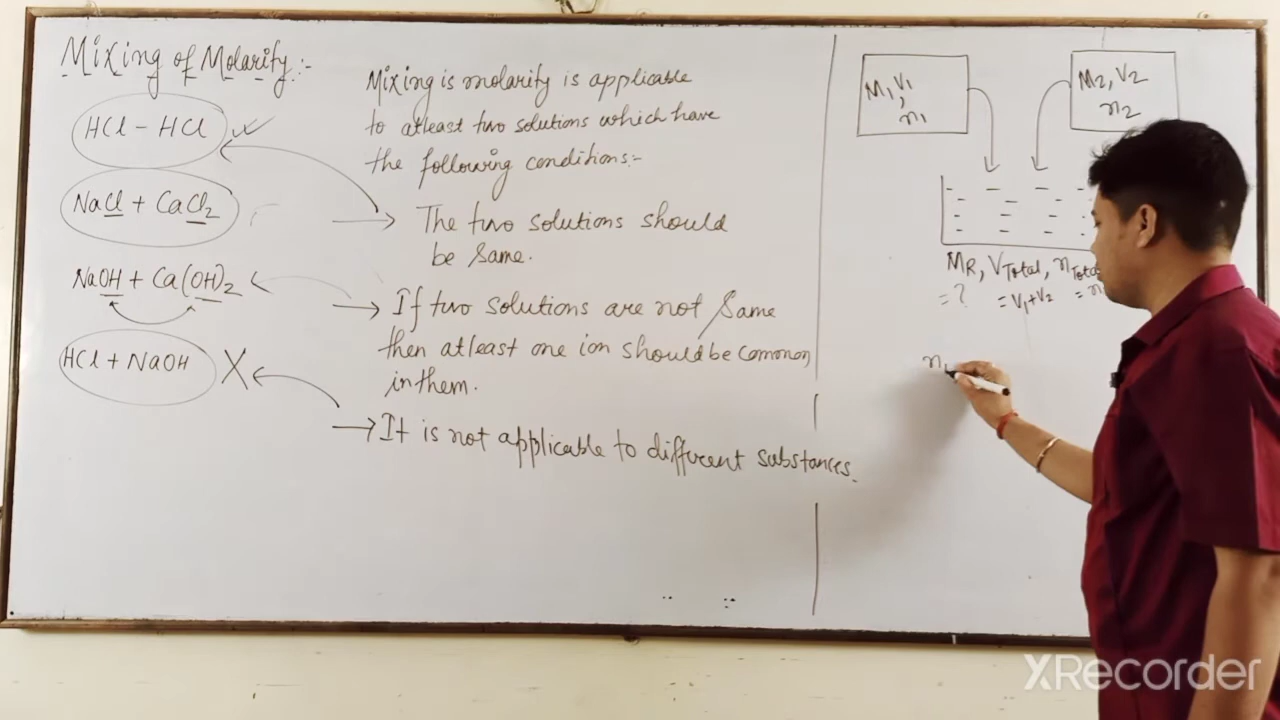 Mixing of Molarity:-
HCl - HCl ✓
NaCl + CaCl2
NaOH + Ca(OH)2
HCl + NaOH X
Mixing is molarity is applicable
to atleast two solutions which have
the following conditions:-
→ The two solutions should
be same.
→ If two solutions are not same
then atleast one ion should be common
in them.
→ It is not applicable to different substances.
M1, V1
, n1
M2, V2
n2
MR, VTotal, nTotal
= ? = V1+V2 = n
n
XRecorder